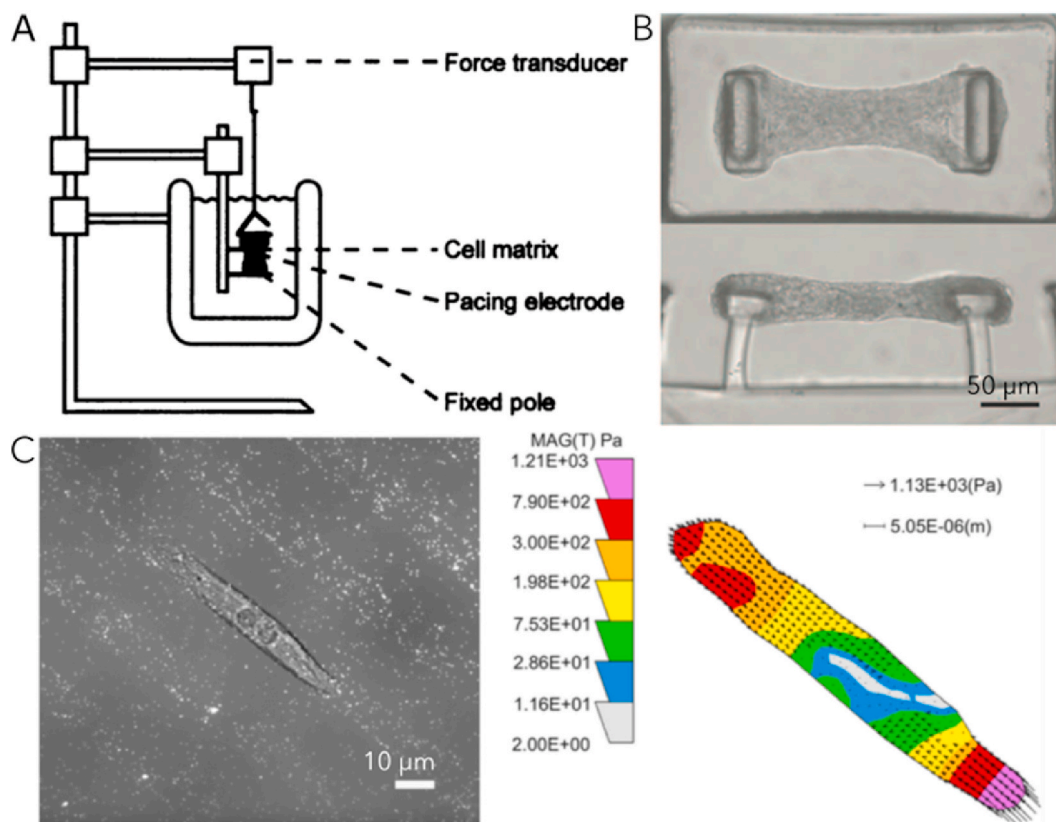 A
Force transducer
Cell matrix
Pacing electrode
Fixed pole
B
50 µm
C
10 µm
MAG(T) Pa
1.21E+03
7.90E+02
3.00E+02
1.98E+02
7.53E+01
2.86E+01
1.16E+01
2.00E+00
1.13E+03(Pa)
5.05E-06(m)